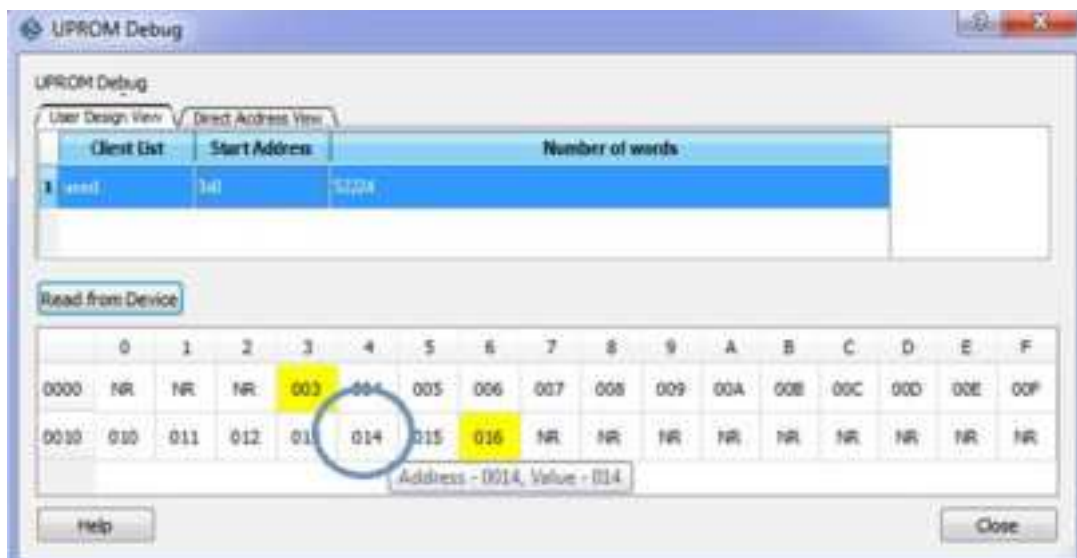 UPROM Debug
UPROM Debug
User Design View Direct Address View
Client List Start Address Number of words
1
Read from Device
0 1 2 3 4 5 6 7 8 9 A B C D E F
0000 NR NR NR 003 004 005 006 007 008 009 00A 00B 00C 00D 00E 00F
0010 010 011 012 013 014 015 016 NR NR NR NR NR NR NR NR NR
Address - 0014, Value - 014
Help Close